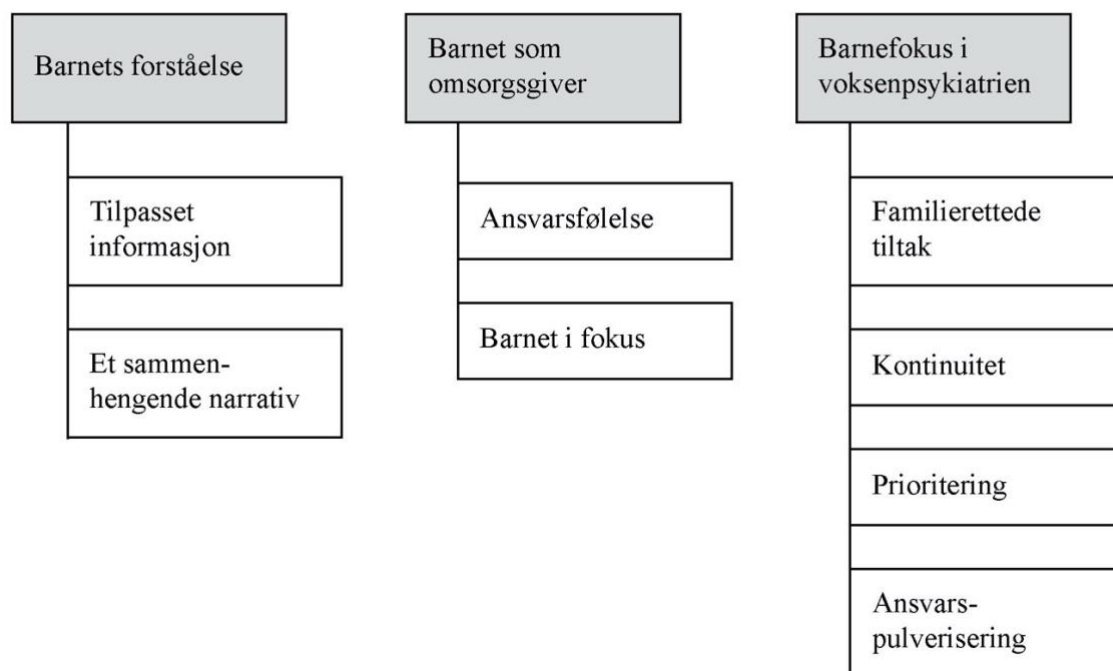 Barnets forståelse
Tilpasset
informasjon
Et sammen-
hengende narrativ
Barnet som
omsorgsgiver
Ansvarsfølelse
Barnet i fokus
Barnefokus i
voksenpsykiatrien
Familierettede
tiltak
Kontinuitet
Prioritering
Ansvars-
pulverisering